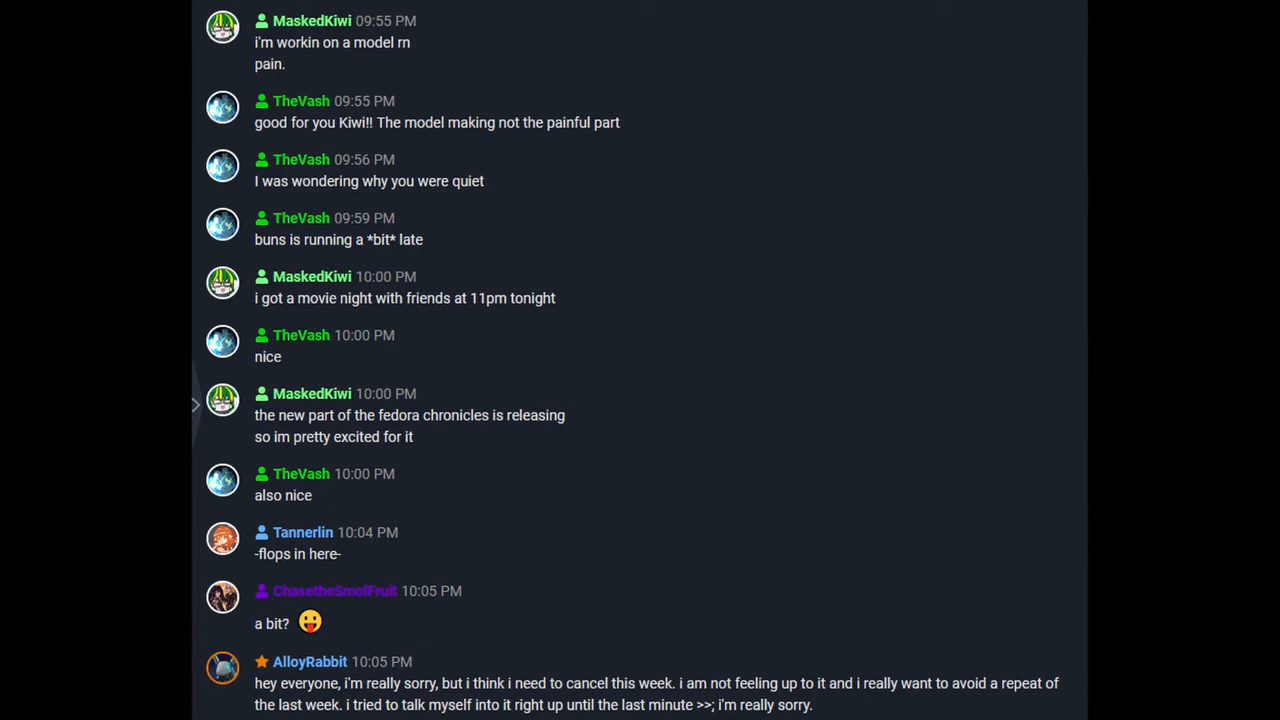 MaskedKiwi 09:55 PM
i'm workin on a model rn
pain.
TheVash 09:55 PM
good for you Kiwi!! The model making not the painful part
TheVash 09:56 PM
I was wondering why you were quiet
TheVash 09:59 PM
buns is running a *bit* late
MaskedKiwi 10:00 PM
i got a movie night with friends at 11pm tonight
TheVash 10:00 PM
nice
MaskedKiwi 10:00 PM
the new part of the fedora chronicles is releasing
so im pretty excited for it
TheVash 10:00 PM
also nice
Tannerlin 10:04 PM
-flops in here-
ChasetheSmolFruit 10:05 PM
a bit? 😛
AlloyRabbit 10:05 PM
hey everyone, i'm really sorry, but i think i need to cancel this week. i am not feeling up to it and i really want to avoid a repeat of
the last week. i tried to talk myself into it right up until the last minute >>; i'm really sorry.